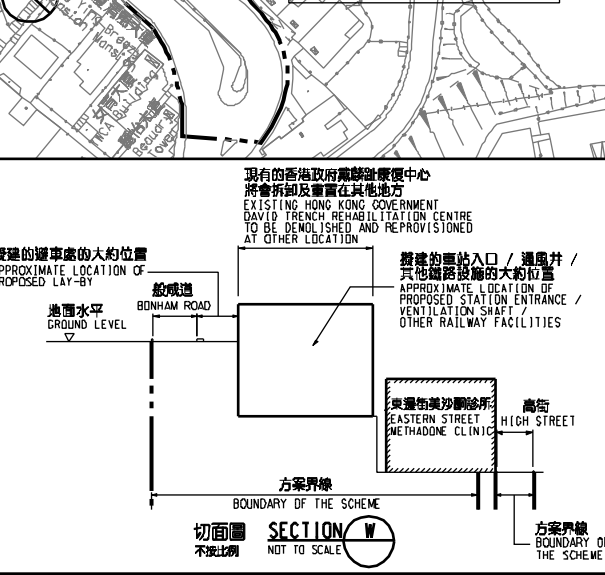 現有的香港政府戴麟趾康復中心
將會拆卸及重置在其他地方
EXISTING HONG KONG GOVERNMENT
DAVID TRENCH REHABILITATION CENTRE
TO BE DEMOLISHED AND REPROVISIONED
AT OTHER LOCATION
擬建的避車處的大約位置
APPROXIMATE LOCATION OF
PROPOSED LAY-BY
般咸道
BONHAM ROAD
地面水平
GROUND LEVEL
擬建的車站入口 / 通風井 /
其他鐵路設施的大約位置
APPROXIMATE LOCATION OF
PROPOSED STATION ENTRANCE /
VENTILATION SHAFT /
OTHER RAILWAY FACILITIES
東邊街美沙酮診所
EASTERN STREET
METHADONE CLINIC
高街
HIGH STREET
方案界線
BOUNDARY OF THE SCHEME
切面圖
不按比例
SECTION W
NOT TO SCALE
方案界線
BOUNDARY OF
THE SCHEME